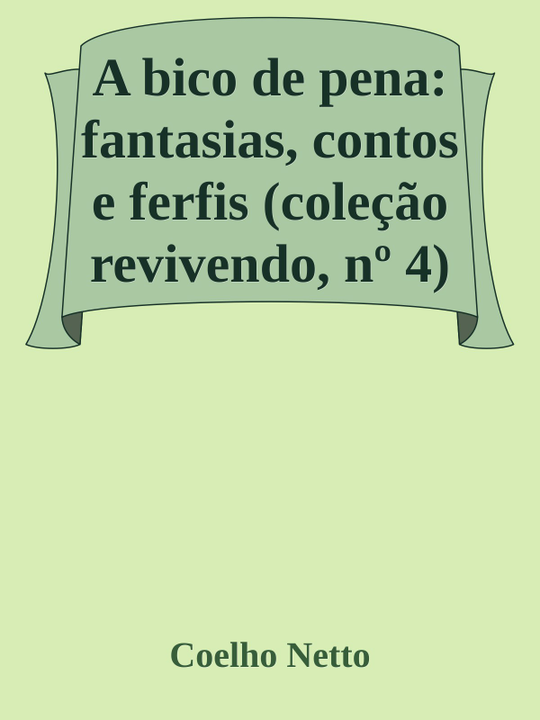 A bico de pena:
fantasias, contos
e ferfis (coleção
revivendo, nº 4)
Coelho Netto